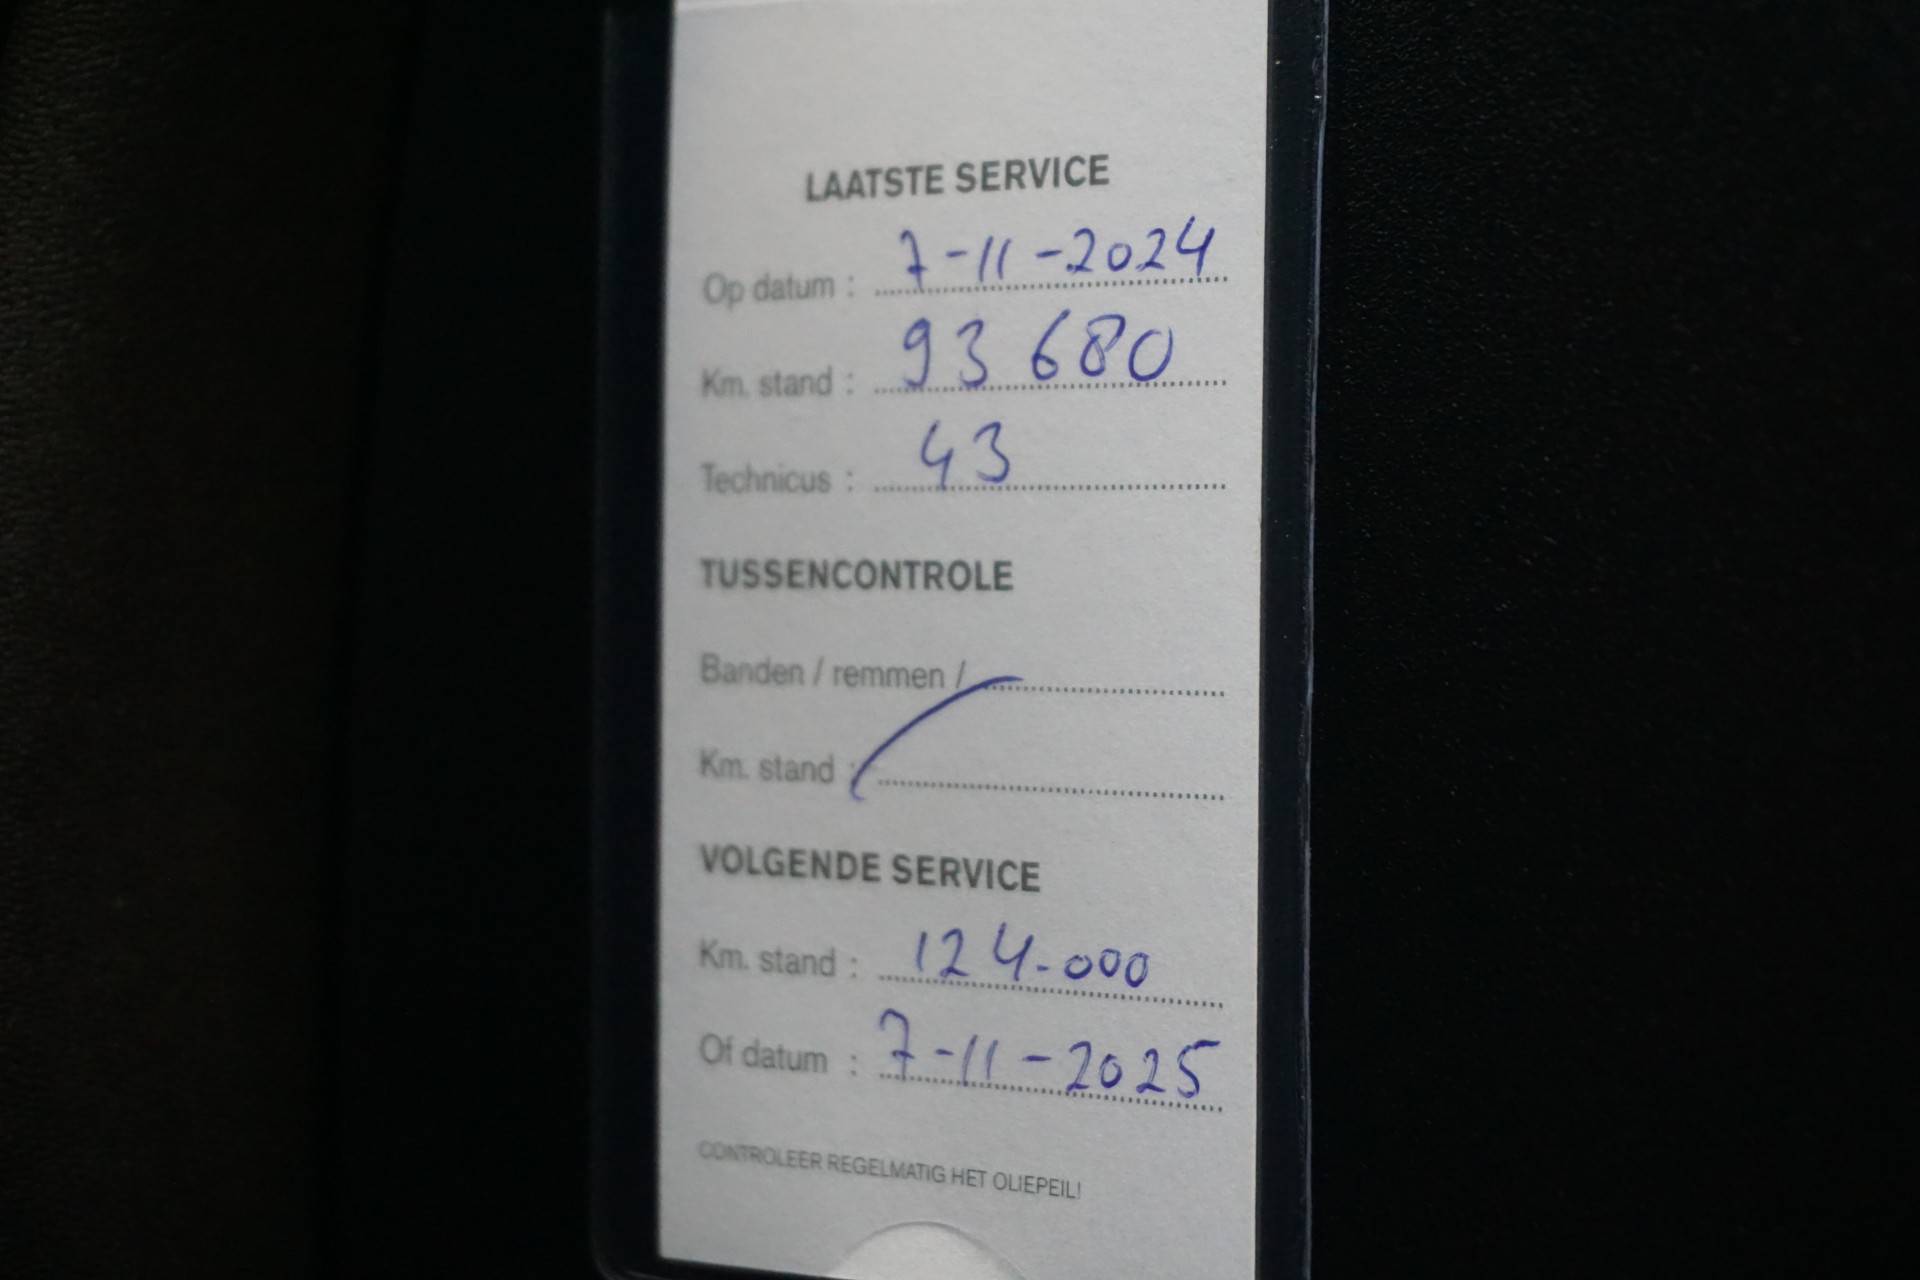 LAATSTE SERVICE
Op datum : 7-11-2024
Km. stand : 93 680
Technicus : 43
TUSSENCONTROLE
Banden / remmen /
Km. stand :
VOLGENDE SERVICE
Km. stand : 124.000
Of datum : 7-11-2025
CONTROLEER REGELMATIG HET OLIEPEIL!